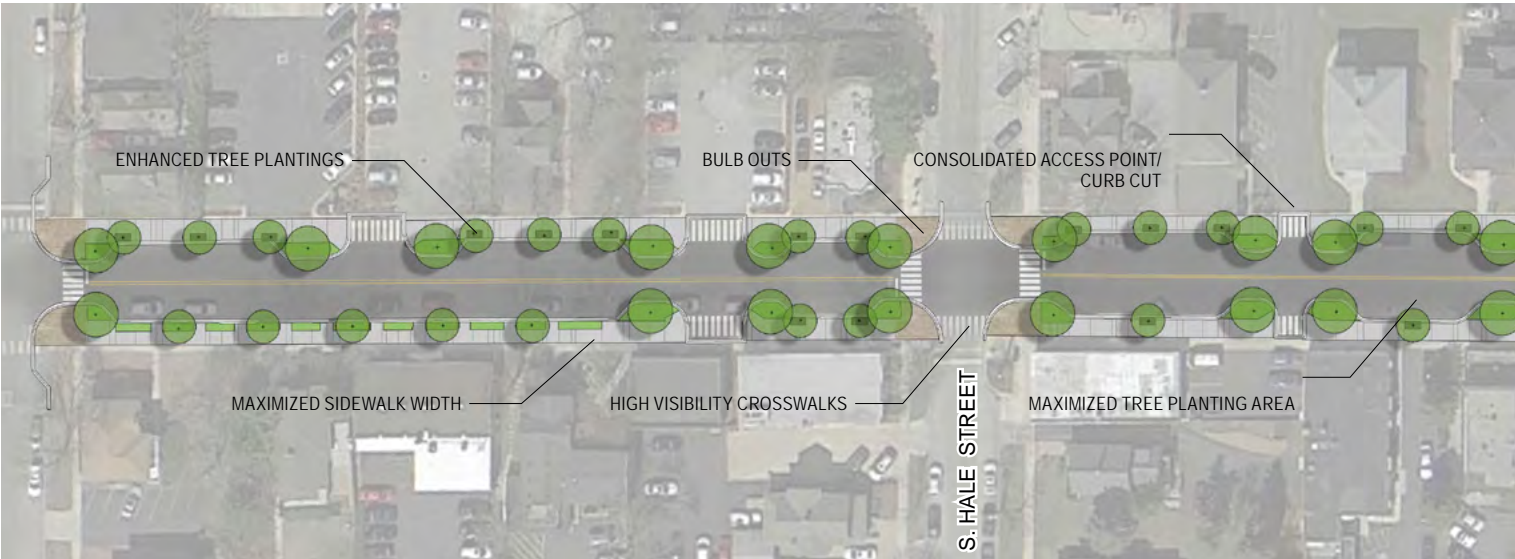 ENHANCED TREE PLANTINGS
BULB OUTS
CONSOLIDATED ACCESS POINT/
CURB CUT
MAXIMIZED SIDEWALK WIDTH
HIGH VISIBILITY CROSSWALKS
S. HALE STREET
MAXIMIZED TREE PLANTING AREA